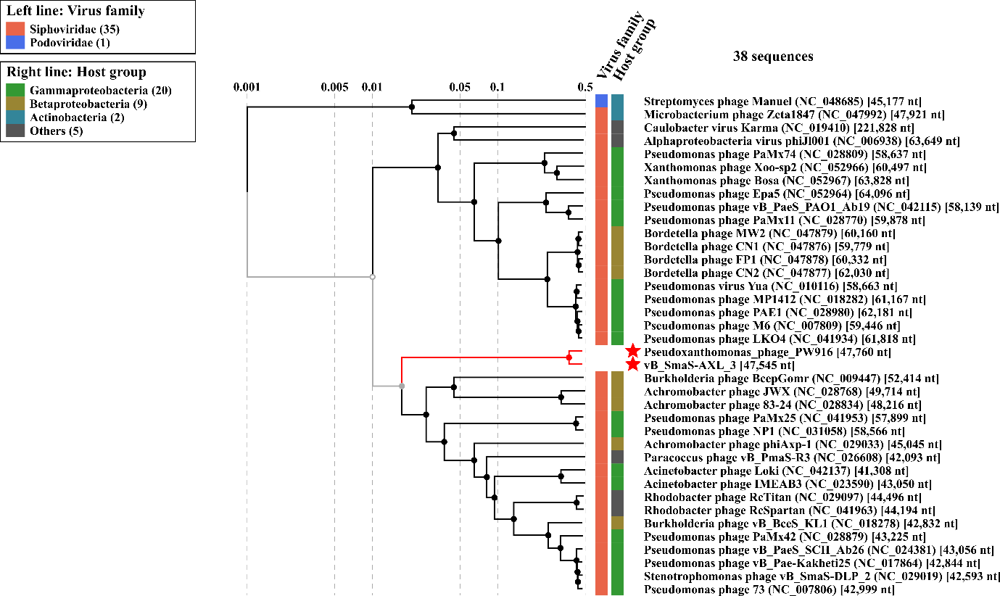 Left line: Virus family
Siphoviridae (35)
Podoviridae (1)
Right line: Host group
Gammaproteobacteria (20)
Betaproteobacteria (9)
Actinobacteria (2)
Others (5)
Virus family
Host group
38 sequences
0.001 0.005 0.01 0.05 0.1 0.5
Streptomyces phage Manuel (NC_048685) [45,177 nt]
Microbacterium phage Zeta1847 (NC_047992) [47,921 nt]
Caulobacter virus Karma (NC_019410) [221,828 nt]
Alphaproteobacteria virus phiJl001 (NC_006938) [63,649 nt]
Pseudomonas phage PaMx74 (NC_028809) [58,637 nt]
Xanthomonas phage Xoo-sp2 (NC_052966) [60,497 nt]
Xanthomonas phage Bosa (NC_052967) [63,828 nt]
Pseudomonas phage Epa5 (NC_052964) [64,096 nt]
Pseudomonas phage vB_PaeS_PAO1_Ab19 (NC_042115) [58,139 nt]
Pseudomonas phage PaMx11 (NC_028770) [59,878 nt]
Bordetella phage MW2 (NC_047879) [60,160 nt]
Bordetella phage CN1 (NC_047876) [59,779 nt]
Bordetella phage FP1 (NC_047878) [60,332 nt]
Bordetella phage CN2 (NC_047877) [62,030 nt]
Pseudomonas virus Yua (NC_010116) [58,663 nt]
Pseudomonas phage MP1412 (NC_018282) [61,167 nt]
Pseudomonas phage PAE1 (NC_028980) [62,181 nt]
Pseudomonas phage M6 (NC_007809) [59,446 nt]
Pseudomonas phage LKO4 (NC_041934) [61,818 nt]
Pseudoxanthomonas_phage_PW916 [47,760 nt]
vB_SmaS-AXL_3 [47,545 nt]
Burkholderia phage BcepGomr (NC_009447) [52,414 nt]
Achromobacter phage JWX (NC_028768) [49,714 nt]
Achromobacter phage 83-24 (NC_028834) [48,216 nt]
Pseudomonas phage PaMx25 (NC_041953) [57,899 nt]
Pseudomonas phage NP1 (NC_031058) [58,566 nt]
Achromobacter phage phiAxp-1 (NC_029033) [45,045 nt]
Paracoccus phage vB_PmaS-R3 (NC_026608) [42,093 nt]
Acinetobacter phage Loki (NC_042137) [41,308 nt]
Acinetobacter phage IMEAB3 (NC_023590) [43,050 nt]
Rhodobacter phage RcTitan (NC_029097) [44,496 nt]
Rhodobacter phage RcSpartan (NC_041963) [44,194 nt]
Burkholderia phage vB_BceS_KL1 (NC_018278) [42,832 nt]
Pseudomonas phage PaMx42 (NC_028879) [43,225 nt]
Pseudomonas phage vB_PaeS_SCH_Ab26 (NC_024381) [43,056 nt]
Pseudomonas phage vB_Pae-Kakheti25 (NC_017864) [42,844 nt]
Stenotrophomonas phage vB_SmaS-DLP_2 (NC_029019) [42,593 nt]
Pseudomonas phage 73 (NC_007806) [42,999 nt]